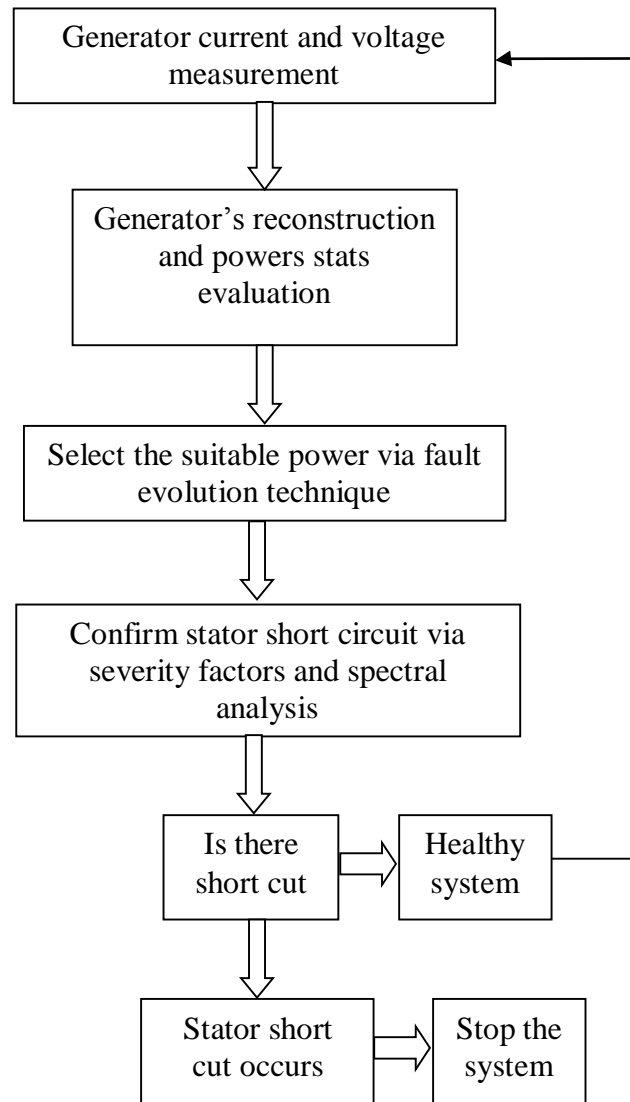 Generator current and voltage
measurement
Generator’s reconstruction
and powers stats
evaluation
Select the suitable power via fault
evolution technique
Confirm stator short circuit via
severity factors and spectral
analysis
Is there
short cut
Healthy
system
Stator short
cut occurs
Stop the
system